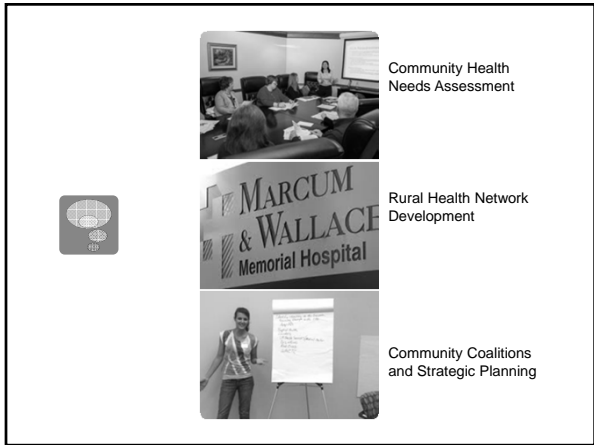 Community Health
Needs Assessment
MARCUM
& WALLACE
Memorial Hospital
Rural Health Network
Development
Community Coalitions
and Strategic Planning